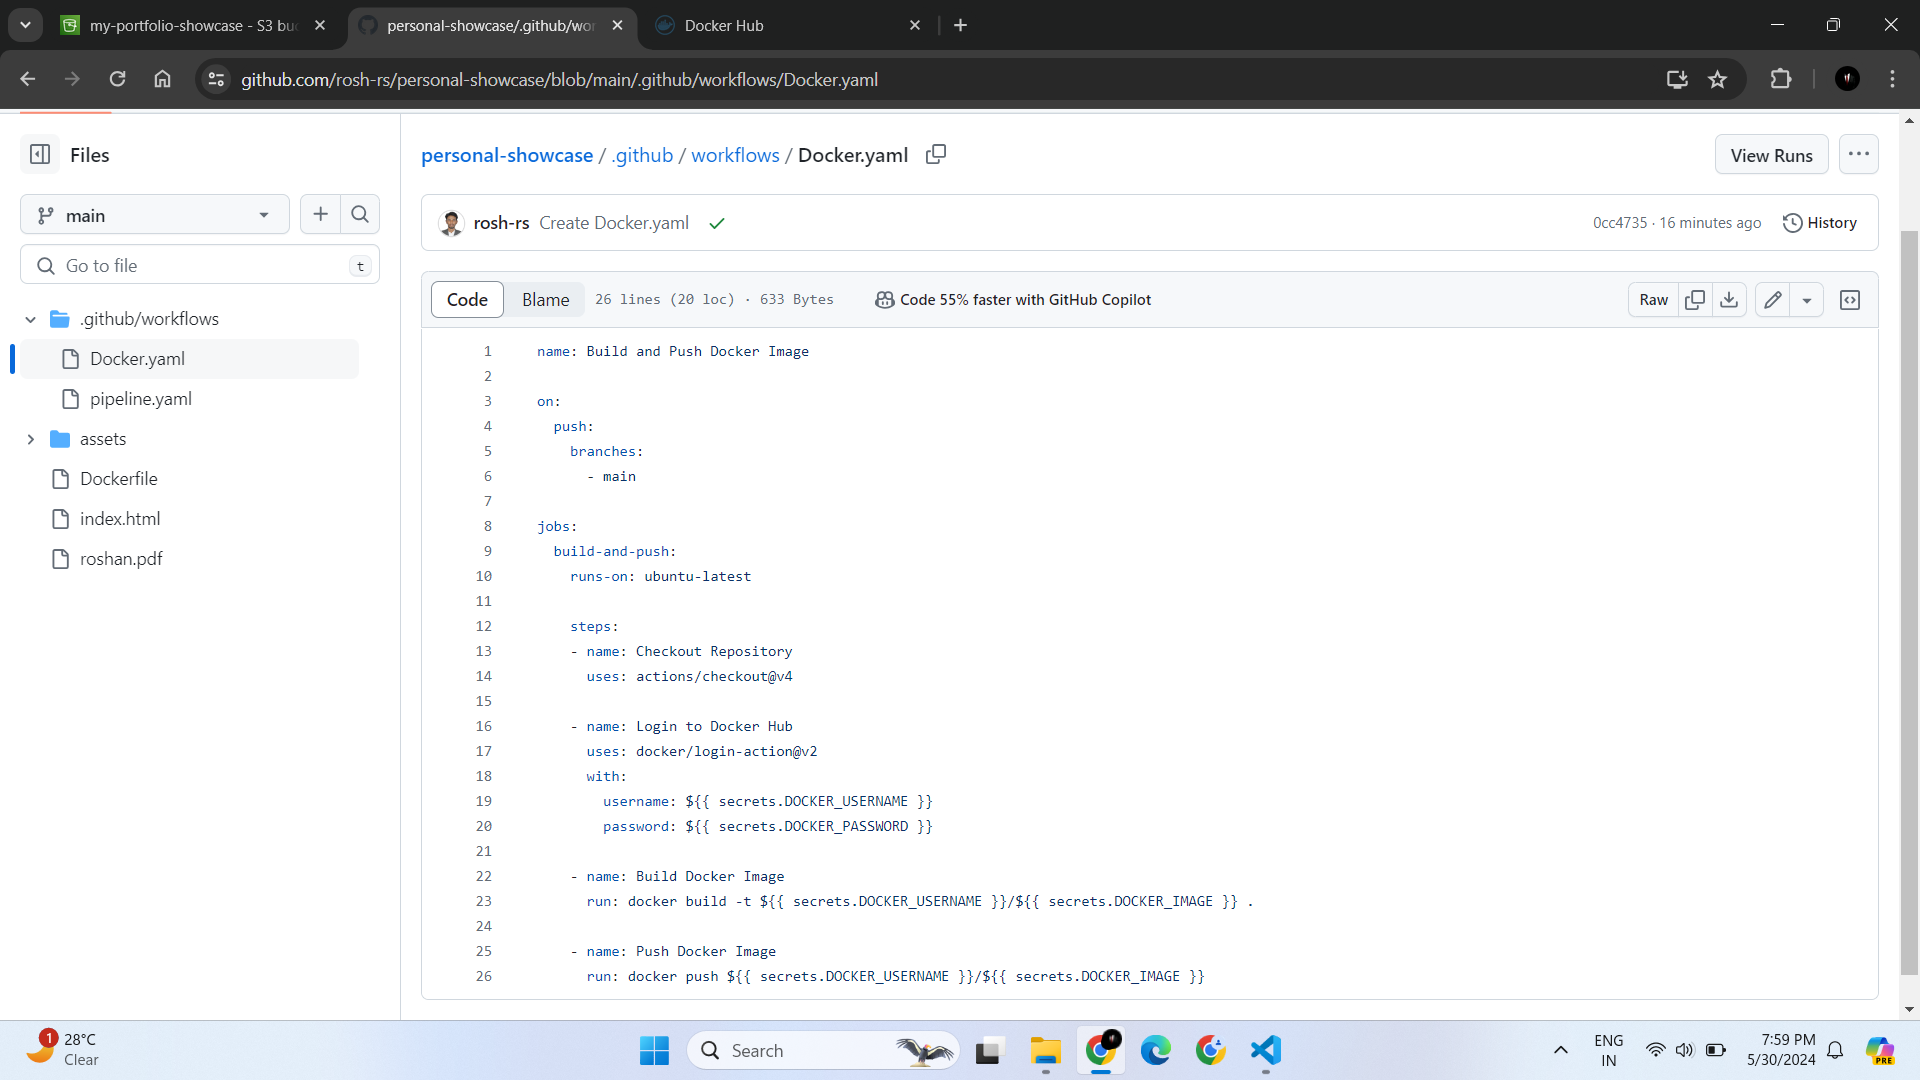 my-portfolio-showcase - S3 bu
personal-showcase/.github/wor
Docker Hub
github.com/rosh-rs/personal-showcase/blob/main/.github/workflows/Docker.yaml
Files
personal-showcase / .github / workflows / Docker.yaml
View Runs
main
rosh-rs Create Docker.yaml
0cc4735 · 16 minutes ago
History
Go to file
t
Code
Blame
26 lines (20 loc) · 633 Bytes
Code 55% faster with GitHub Copilot
Raw
.github/workflows
Docker.yaml
pipeline.yaml
assets
Dockerfile
index.html
roshan.pdf
1 name: Build and Push Docker Image
2
3 on:
4 push:
5 branches:
6 - main
7
8 jobs:
9 build-and-push:
10 runs-on: ubuntu-latest
11
12 steps:
13 - name: Checkout Repository
14 uses: actions/checkout@v4
15
16 - name: Login to Docker Hub
17 uses: docker/login-action@v2
18 with:
19 username: ${{ secrets.DOCKER_USERNAME }}
20 password: ${{ secrets.DOCKER_PASSWORD }}
21
22 - name: Build Docker Image
23 run: docker build -t ${{ secrets.DOCKER_USERNAME }}/${{ secrets.DOCKER_IMAGE }} .
24
25 - name: Push Docker Image
26 run: docker push ${{ secrets.DOCKER_USERNAME }}/${{ secrets.DOCKER_IMAGE }}
1
28°C
Clear
Search
ENG
IN
7:59 PM
5/30/2024
PRE